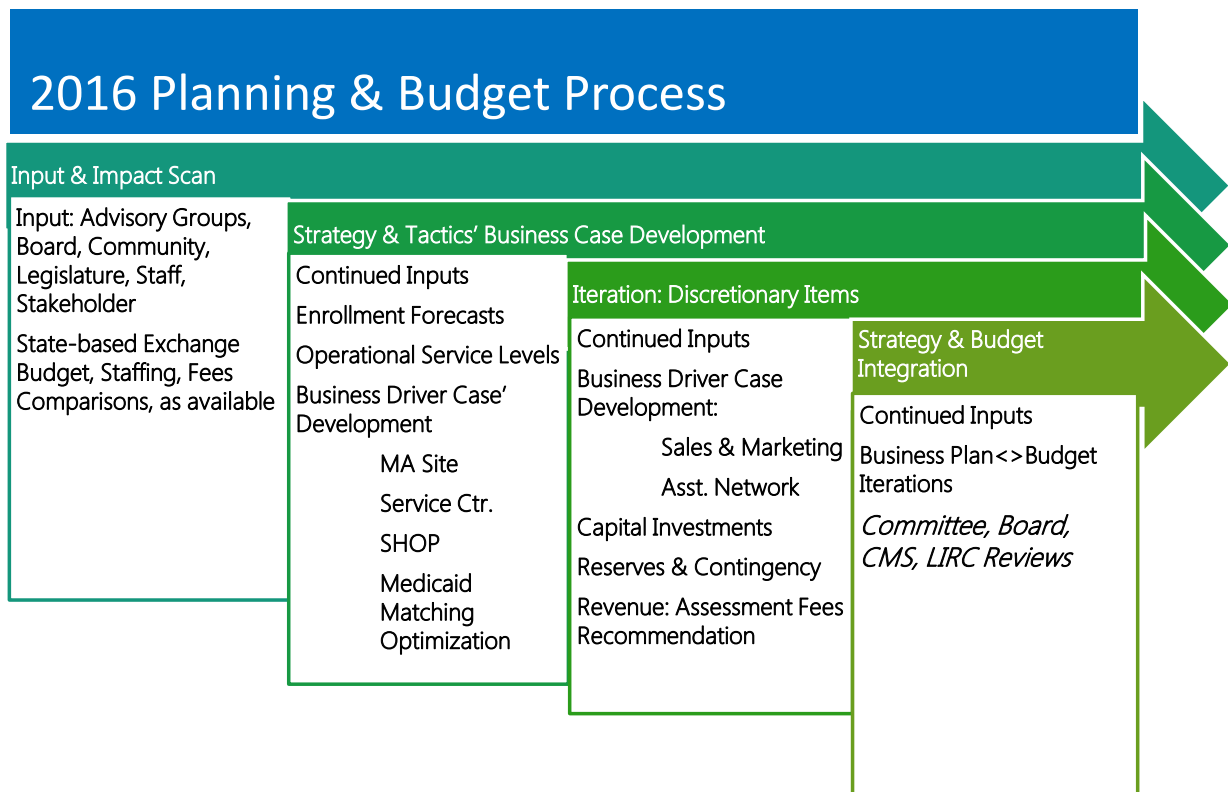 2016 Planning & Budget Process
Input & Impact Scan
Input: Advisory Groups,
Board, Community,
Legislature, Staff,
Stakeholder
State-based Exchange
Budget, Staffing, Fees
Comparisons, as available
Strategy & Tactics’ Business Case Development
Continued Inputs
Enrollment Forecasts
Operational Service Levels
Business Driver Case’
Development
MA Site
Service Ctr.
SHOP
Medicaid
Matching
Optimization
Iteration: Discretionary Items
Continued Inputs
Business Driver Case
Development:
Sales & Marketing
Asst. Network
Capital Investments
Reserves & Contingency
Revenue: Assessment Fees
Recommendation
Strategy & Budget
Integration
Continued Inputs
Business Plan<>Budget
Iterations
Committee, Board,
CMS, LIRC Reviews